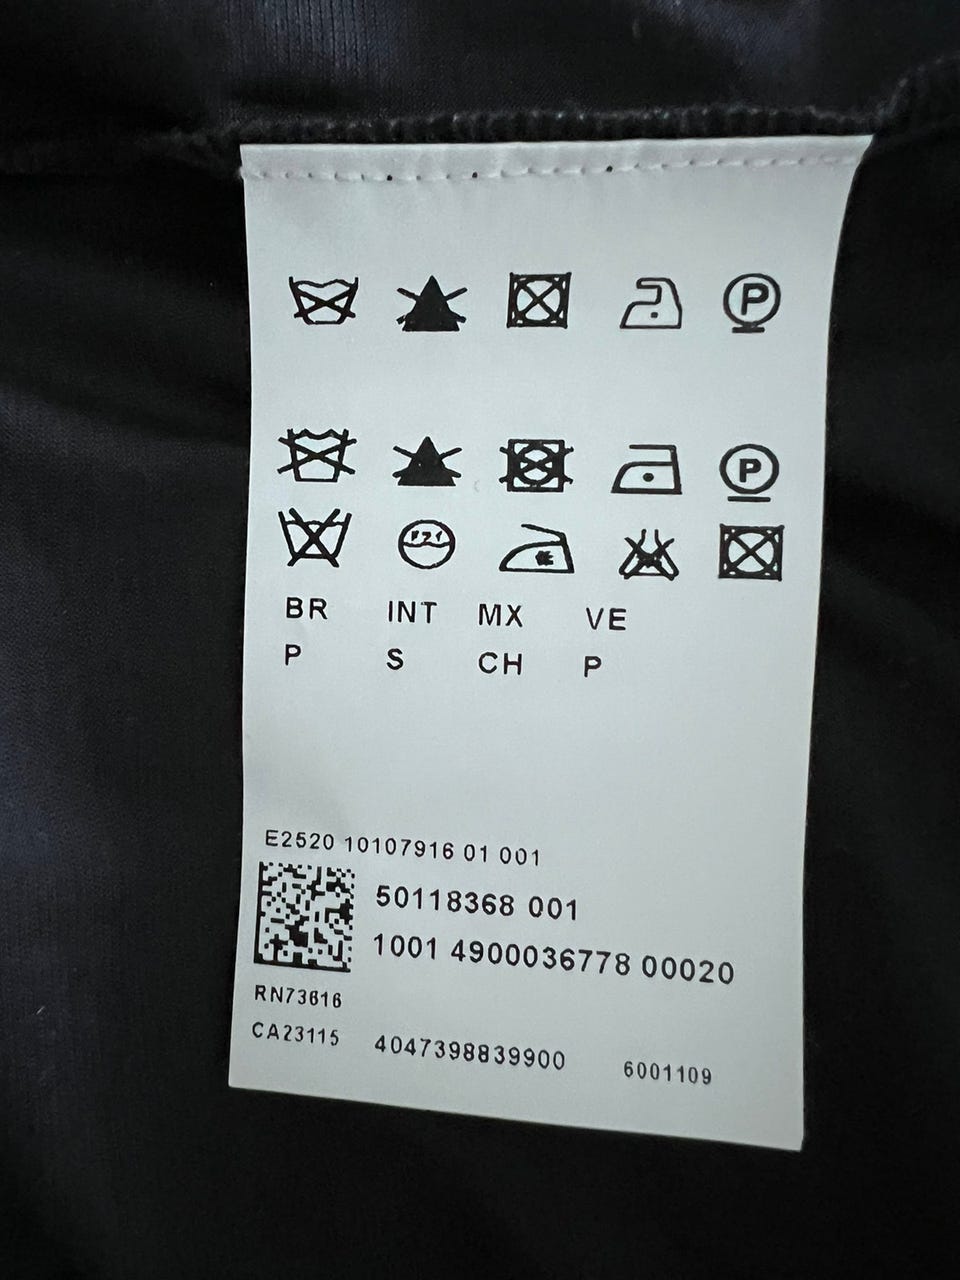 P
P
BR INT MX VE
P S CH P
E2520 10107916 01 001
50118368 001
1001 4900036778 00020
RN73616
CA23115 4047398839900 6001109